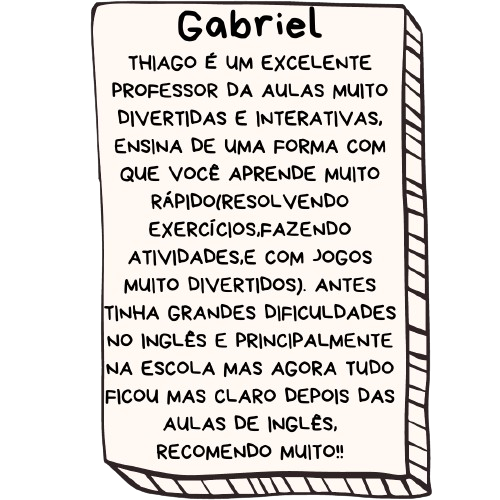 Gabriel
THIAGO É UM EXCELENTE
PROFESSOR DA AULAS MUITO
DIVERTIDAS E INTERATIVAS,
ENSINA DE UMA FORMA COM
QUE VOCÊ APRENDE MUITO
RÁPIDO(RESOLVENDO
EXERCÍCIOS,FAZENDO
ATIVIDADES,E COM JOGOS
MUITO DIVERTIDOS). ANTES
TINHA GRANDES DIFICULDADES
NO INGLÊS E PRINCIPALMENTE
NA ESCOLA MAS AGORA TUDO
FICOU MAS CLARO DEPOIS DAS
AULAS DE INGLÊS,
RECOMENDO MUITO!!